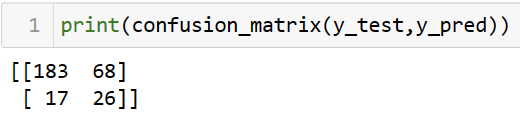 1 print(confusion_matrix(y_test,y_pred))
[[183  68]
 [ 17  26]]